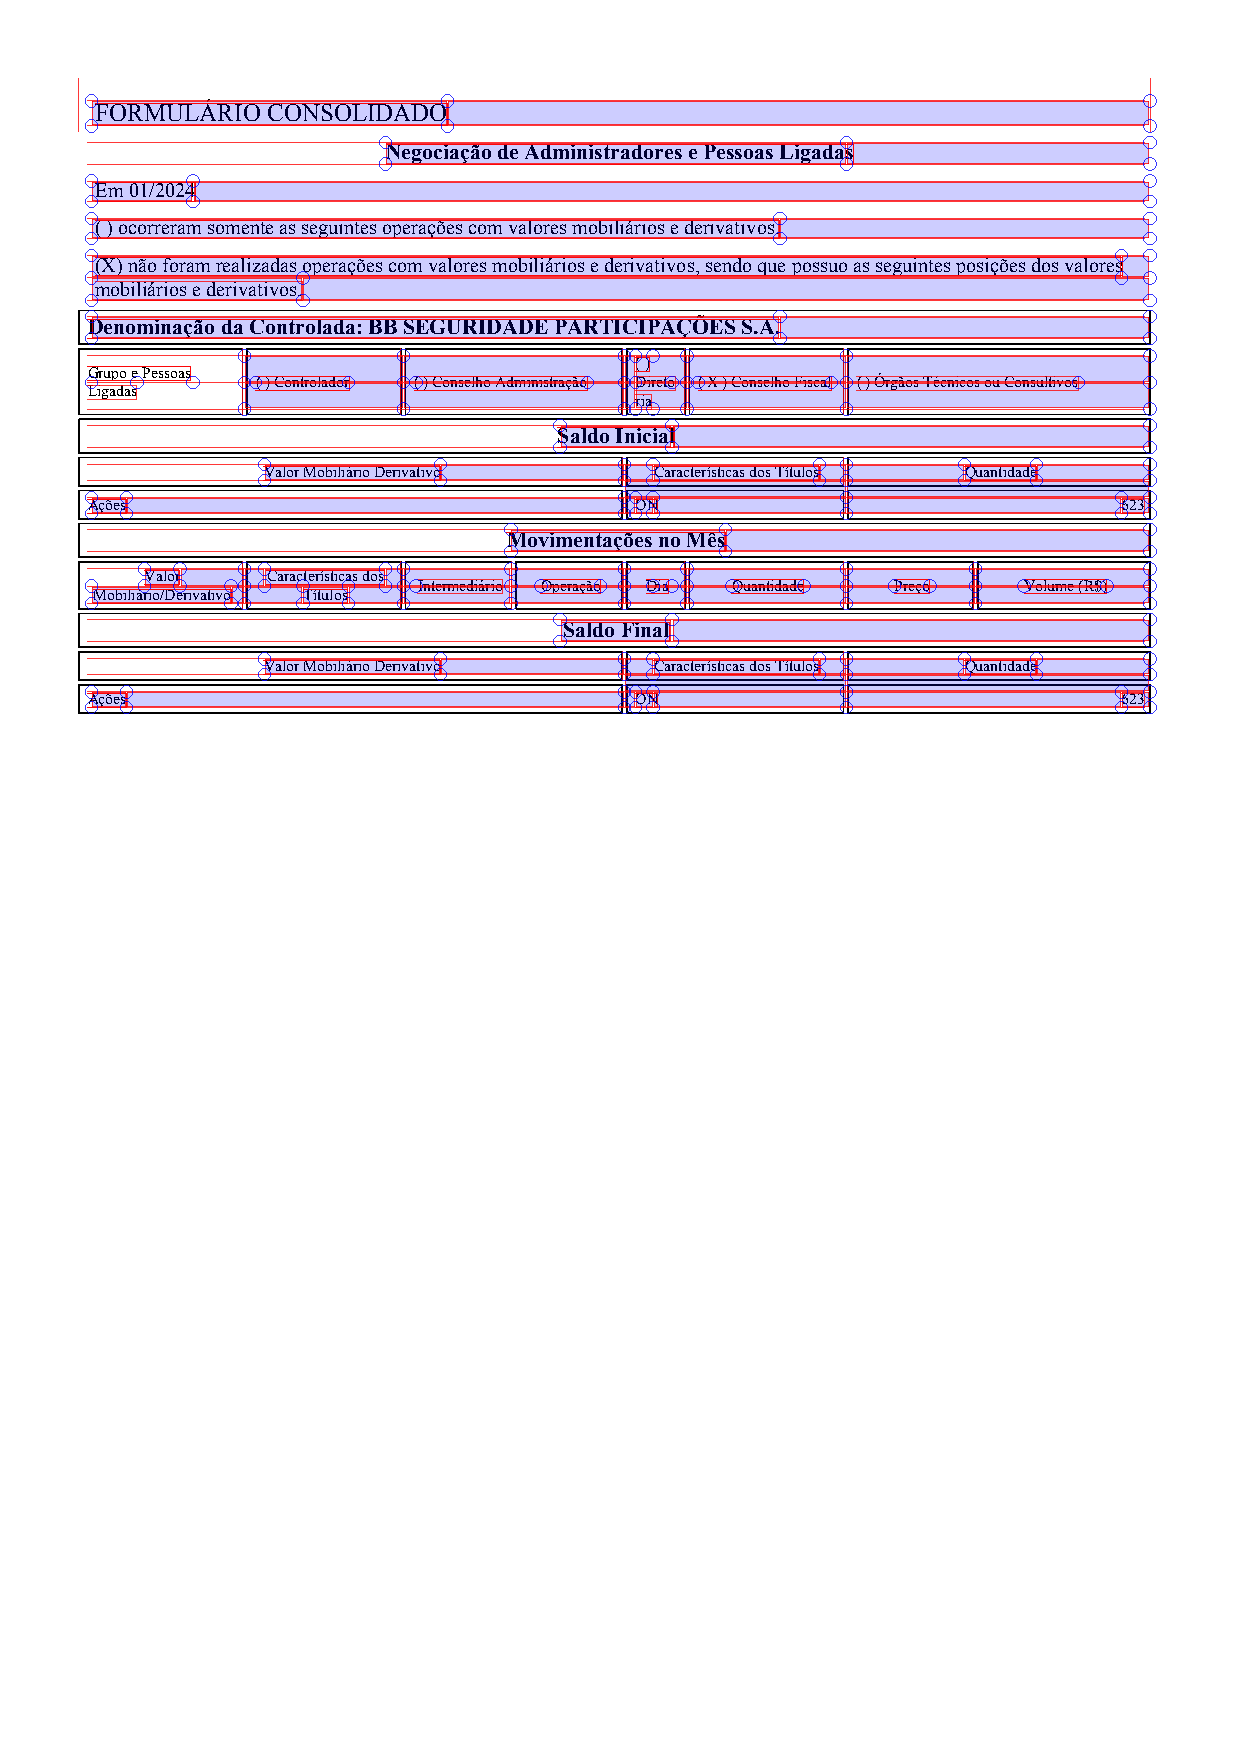 FORMULÁRIO CONSOLIDADO
Negociação de Administradores e Pessoas Ligadas
Em 01/2024
( ) ocorreram somente as seguintes operações com valores mobiliários e derivativos
(X) não foram realizadas operações com valores mobiliários e derivativos, sendo que possuo as seguintes posições dos valores
mobiliários e derivativos
Denominação da Controlada: BB SEGURIDADE PARTICIPAÇÕES S.A.
Grupo e Pessoas
Ligadas
( ) Controlador
( ) Conselho Administração
( )
Direto
ria
( X ) Conselho Fiscal
( ) Órgãos Técnicos ou Consultivos
Saldo Inicial
Valor Mobiliário Derivativo Características dos Títulos Quantidade
Ações ON 623
Movimentações no Mês
Valor
Mobiliário/Derivativo
Características dos
Títulos
Intermediário Operação Dia Quantidade Preço Volume (R$)
Saldo Final
Valor Mobiliário Derivativo Características dos Títulos Quantidade
Ações ON 623